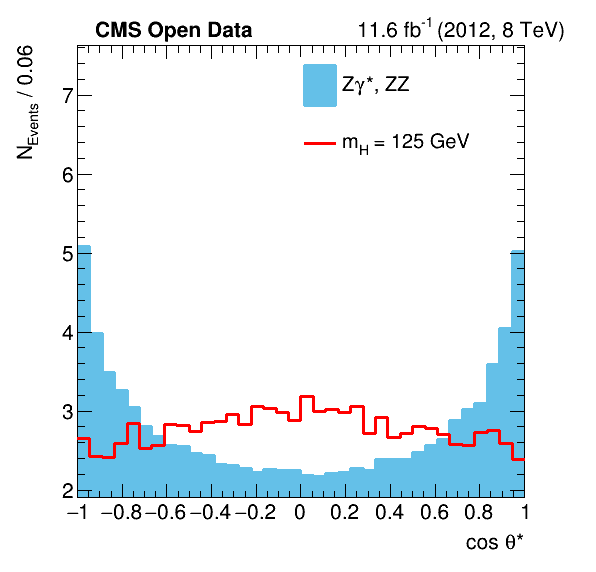 CMS Open Data 11.6 fb⁻¹ (2012, 8 TeV)
N_Events / 0.06
Zγ*, ZZ
m_H = 125 GeV
7
6
5
4
3
2
−1 −0.8 −0.6 −0.4 −0.2 0 0.2 0.4 0.6 0.8 1
cos θ*